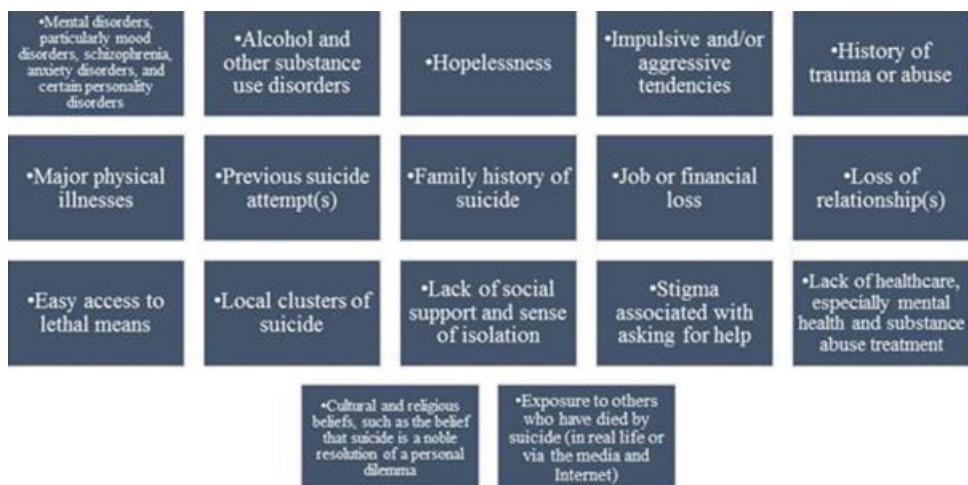 •Mental disorders,
particularly mood
disorders, schizophrenia,
anxiety disorders, and
certain personality
disorders
•Alcohol and
other substance
use disorders
•Hopelessness
•Impulsive and/or
aggressive
tendencies
•History of
trauma or abuse
•Major physical
illnesses
•Previous suicide
attempt(s)
•Family history of
suicide
•Job or financial
loss
•Loss of
relationship(s)
•Easy access to
lethal means
•Local clusters of
suicide
•Lack of social
support and sense
of isolation
•Stigma
associated with
asking for help
•Lack of healthcare,
especially mental
health and substance
abuse treatment
•Cultural and religious
beliefs, such as the belief
that suicide is a noble
resolution of a personal
dilemma
•Exposure to others
who have died by
suicide (in real life or
via the media and
Internet)